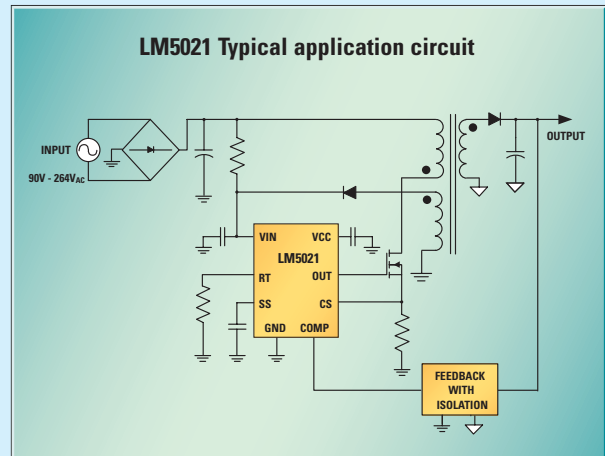 LM5021 Typical application circuit
INPUT
90V - 264VAC
OUTPUT
VIN
VCC
LM5021
RT
OUT
SS
CS
GND
COMP
FEEDBACK
WITH
ISOLATION